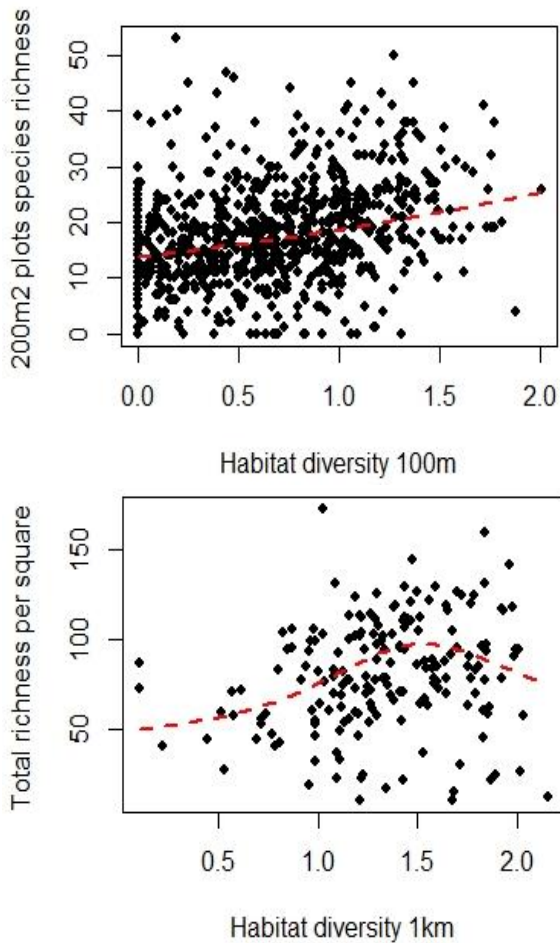 200m2 plots species richness
50
40
30
20
10
0
0.0 0.5 1.0 1.5 2.0
Habitat diversity 100m
Total richness per square
150
100
50
0.5 1.0 1.5 2.0
Habitat diversity 1km